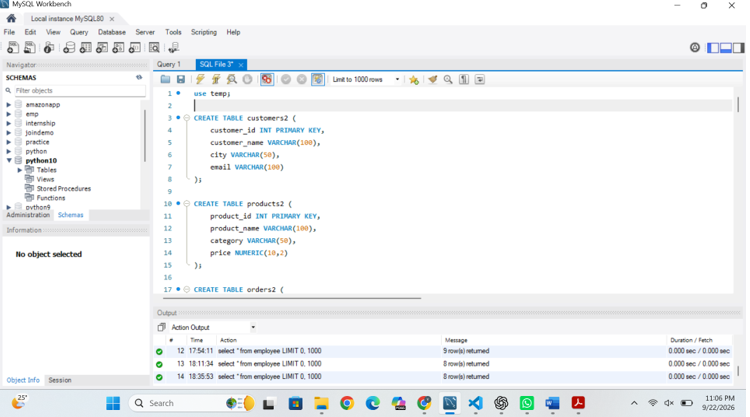 MySQL Workbench
Local instance MySQL80
File Edit View Query Database Server Tools Scripting Help
Navigator
SCHEMAS
Filter objects
amazonapp
emp
internship
joindemo
practice
python
python10
Tables
Views
Stored Procedures
Functions
python9
Administration Schemas
Information
No object selected
Object Info Session
Query 1 SQL File 3*
Limit to 1000 rows
1 use temp;
2
3 CREATE TABLE customers2 (
4 customer_id INT PRIMARY KEY,
5 customer_name VARCHAR(100),
6 city VARCHAR(50),
7 email VARCHAR(100)
8 );
9
10 CREATE TABLE products2 (
11 product_id INT PRIMARY KEY,
12 product_name VARCHAR(100),
13 category VARCHAR(50),
14 price NUMERIC(10,2)
15 );
16
17 CREATE TABLE orders2 (
Output
Action Output
# Time Action Message Duration / Fetch
12 17:54:11 select * from employee LIMIT 0, 1000 9 row(s) returned 0.000 sec / 0.000 sec
13 18:11:34 select * from employee LIMIT 0, 1000 8 row(s) returned 0.000 sec / 0.000 sec
14 18:35:53 select * from employee LIMIT 0, 1000 8 row(s) returned 0.000 sec / 0.000 sec
25°
Search
11:06 PM
9/22/2026